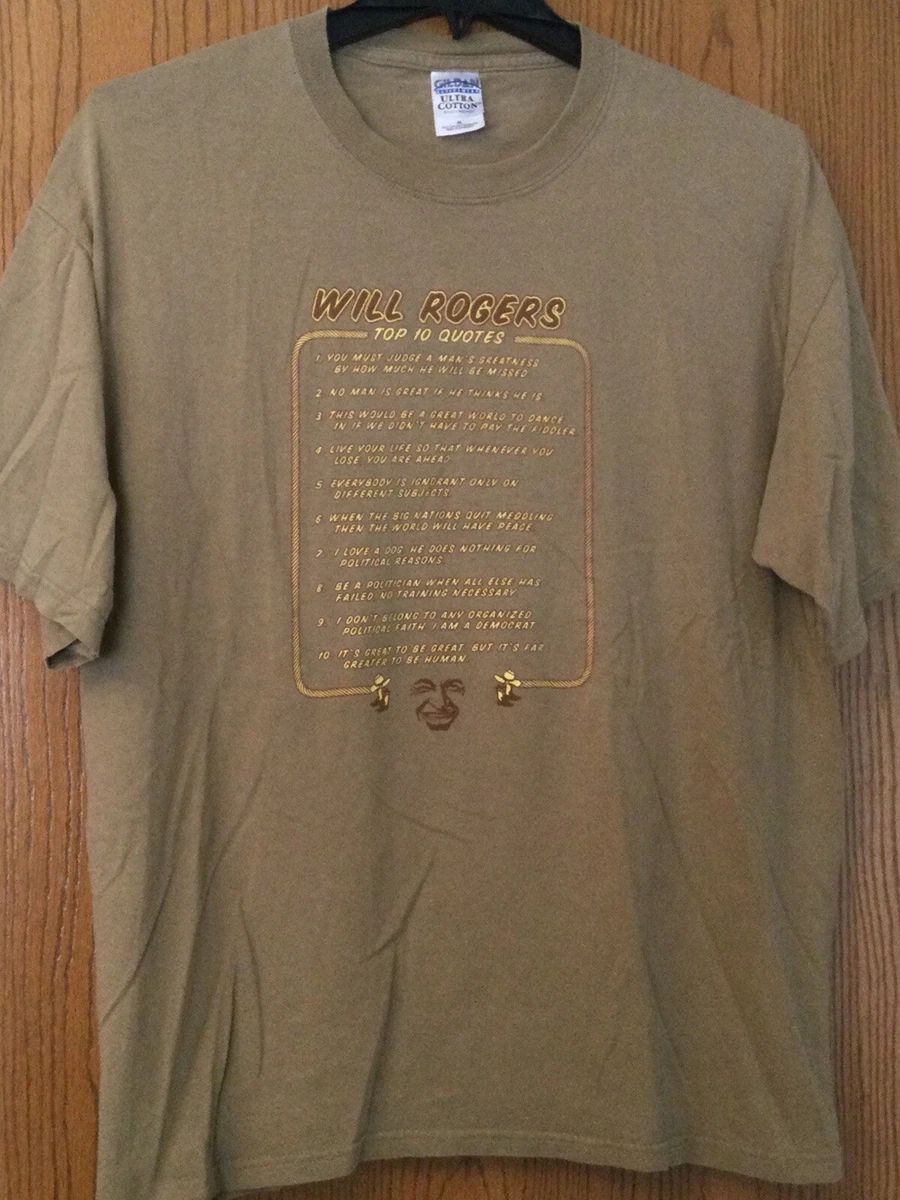 GILDAN
ULTRA
COTTON
WILL ROGERS
TOP 10 QUOTES
1. YOU MUST JUDGE A MAN'S GREATNESS
BY HOW MUCH HE WILL BE MISSED
2. NO MAN IS GREAT IF HE THINKS HE IS
3. THIS WOULD BE A GREAT WORLD TO DANCE
IN IF WE DIDN'T HAVE TO PAY THE FIDDLER
4. LIVE YOUR LIFE SO THAT WHENEVER YOU
LOSE, YOU ARE AHEAD
5. EVERYBODY IS IGNORANT ONLY ON
DIFFERENT SUBJECTS
6. WHEN THE BIG NATIONS QUIT MEDDLING
THEN THE WORLD WILL HAVE PEACE
7. I LOVE A DOG. HE DOES NOTHING FOR
POLITICAL REASONS
8. BE A POLITICIAN WHEN ALL ELSE HAS
FAILED. NO TRAINING NECESSARY
9. I DON'T BELONG TO ANY ORGANIZED
POLITICAL FAITH. I AM A DEMOCRAT
10. IT'S GREAT TO BE GREAT, BUT IT'S FAR
GREATER TO BE HUMAN.